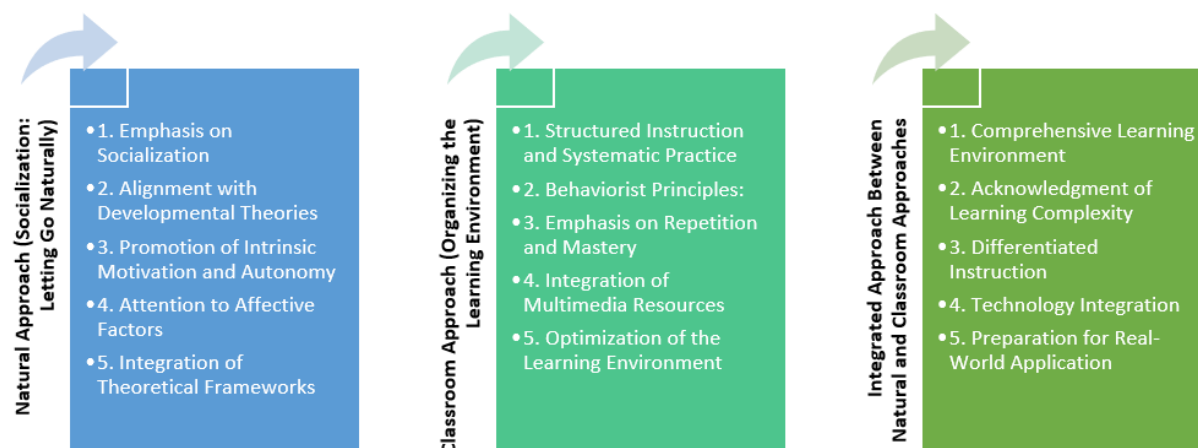 Natural Approach (Socialization:
Letting Go Naturally)
•1. Emphasis on
Socialization
•2. Alignment with
Developmental Theories
•3. Promotion of Intrinsic
Motivation and Autonomy
•4. Attention to Affective
Factors
•5. Integration of
Theoretical Frameworks
Classroom Approach (Organizing the
Learning Environment)
•1. Structured Instruction
and Systematic Practice
•2. Behaviorist Principles:
•3. Emphasis on Repetition
and Mastery
•4. Integration of
Multimedia Resources
•5. Optimization of the
Learning Environment
Integrated Approach Between
Natural and Classroom Approaches
•1. Comprehensive Learning
Environment
•2. Acknowledgment of
Learning Complexity
•3. Differentiated
Instruction
•4. Technology Integration
•5. Preparation for Real-
World Application